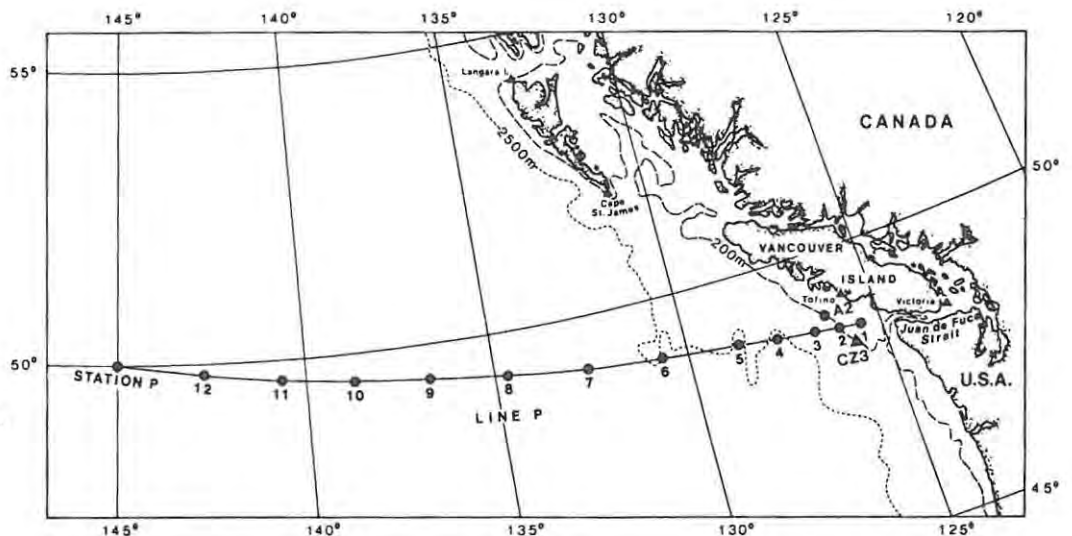 145° 140° 135° 130° 125° 120°
55°
Langara I.
CANADA
2500m
50°
Cape
St. James
200m
VANCOUVER
ISLAND
Tofino
A2
Victoria
Juan de Fuca
Strait
2 1
3
4
5
CZ3
6
U.S.A.
50°
STATION P
12 11 10 9 8 7
LINE P
45°
145° 140° 135° 130° 125°